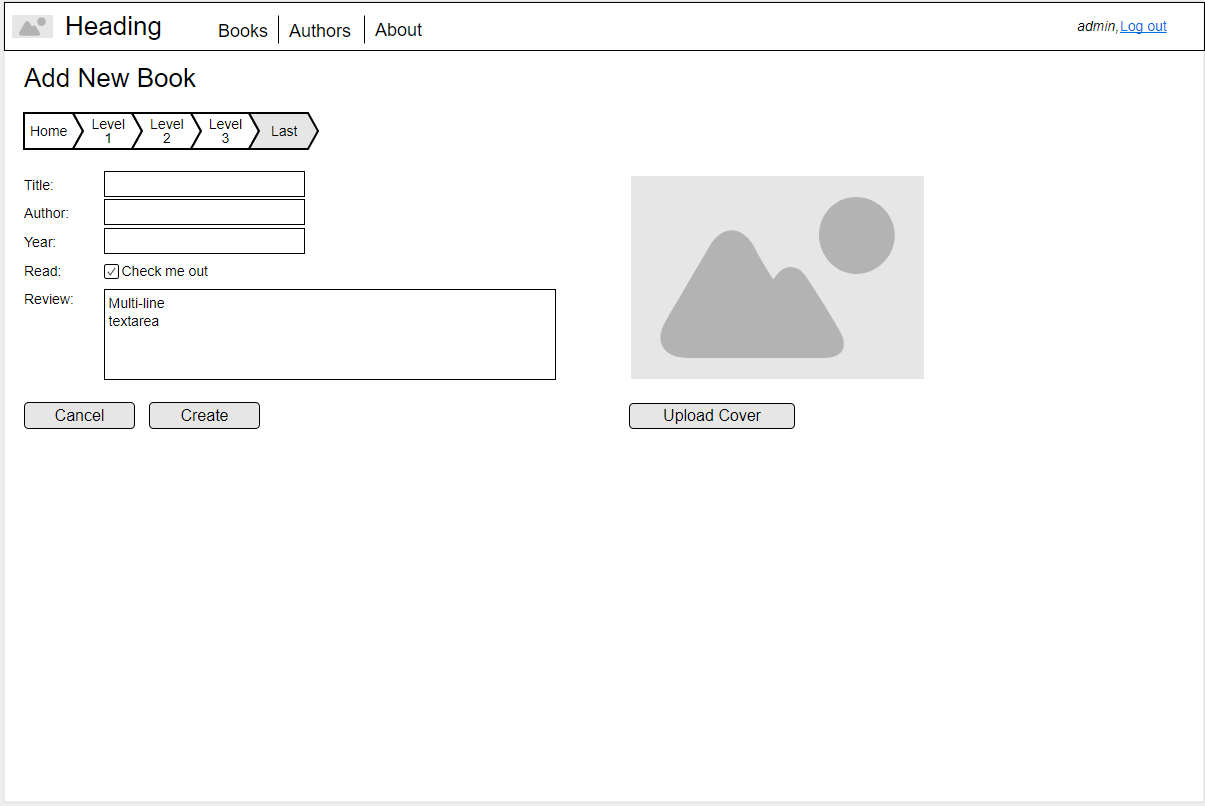 Heading
Books
Authors
About
admin, Log out
Add New Book
Home
Level
1
Level
2
Level
3
Last
Title:
Author:
Year:
Read:
Check me out
Review:
Multi-line
textarea
Cancel
Create
Upload Cover